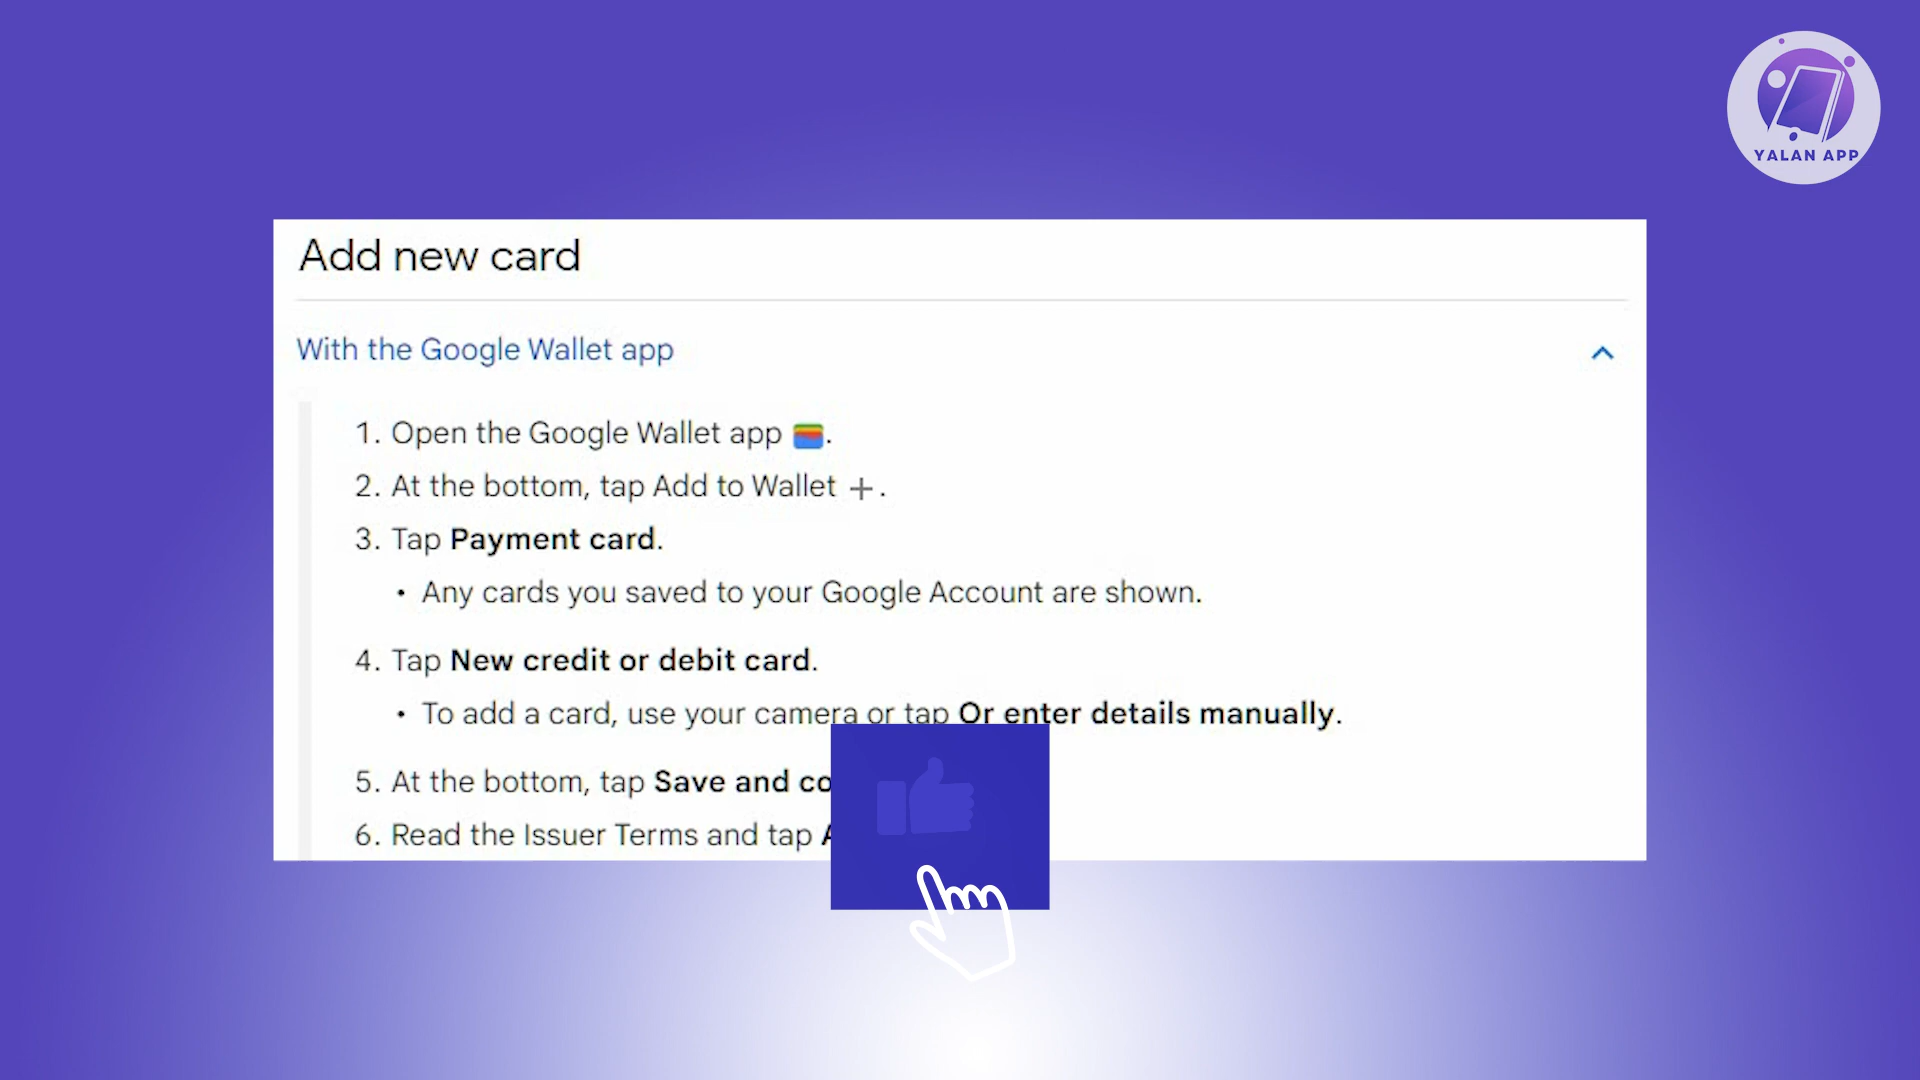 YALAN APP
Add new card
With the Google Wallet app
1. Open the Google Wallet app .
2. At the bottom, tap Add to Wallet + .
3. Tap Payment card.
• Any cards you saved to your Google Account are shown.
4. Tap New credit or debit card.
• To add a card, use your camera or tap Or enter details manually.
5. At the bottom, tap Save and
6. Read the Issuer Terms and tap